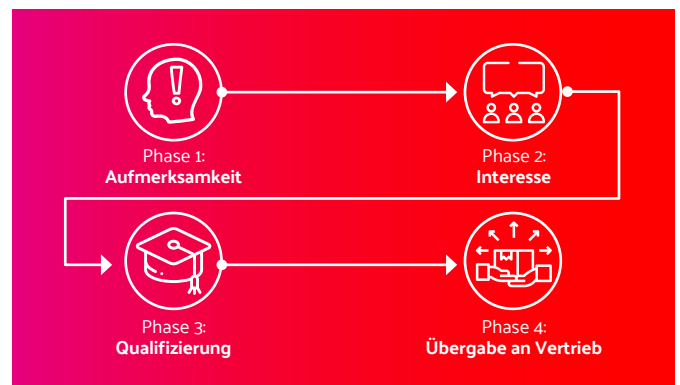 Phase 1:
Aufmerksamkeit
Phase 2:
Interesse
Phase 3:
Qualifizierung
Phase 4:
Übergabe an Vertrieb